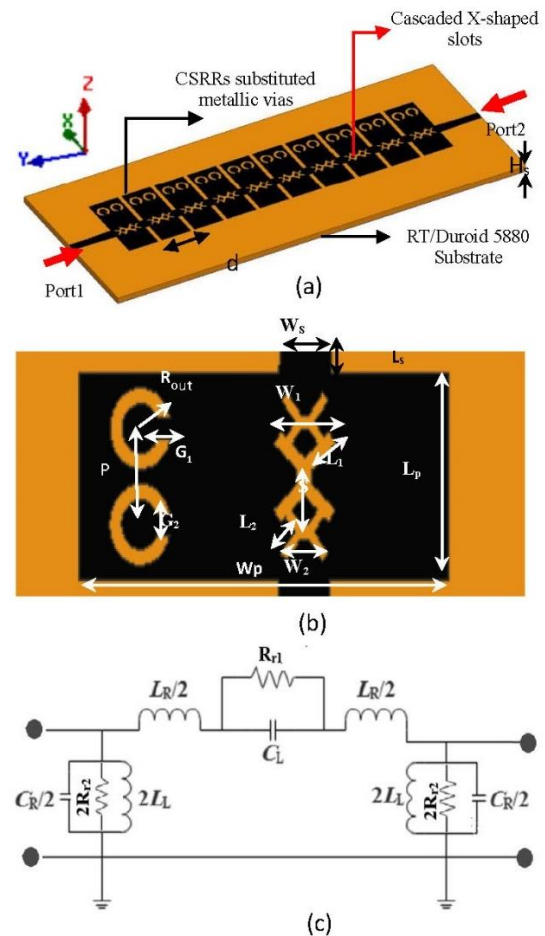 Cascaded X-shaped
slots
CSRRs substituted
metallic vias
Z
X
Y
Port2
Hs
d
RT/Duroid 5880
Substrate
Port1
(a)
Ws
Ls
Rout
W1
P
G1
L1
Lp
S
G2
L2
W2
Wp
(b)
Rr1
LR/2
LR/2
CL
CR/2
2Rr2
2LL
2LL
2Rr2
CR/2
(c)